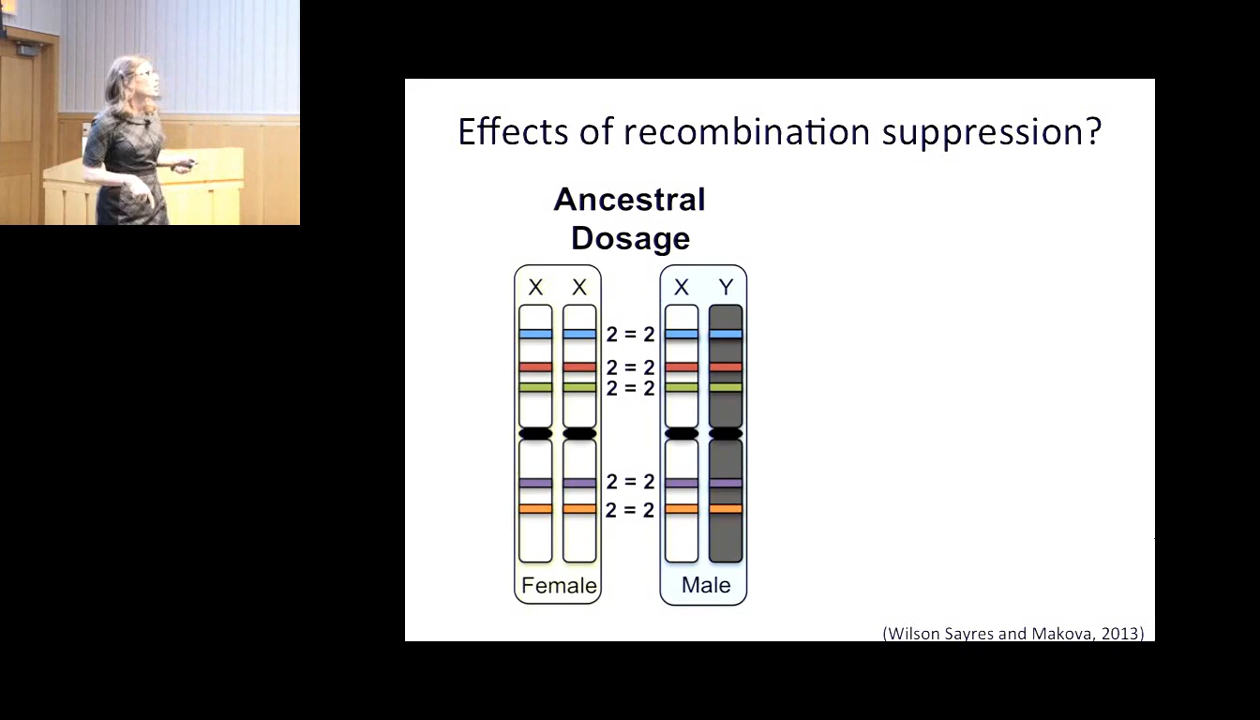 Effects of recombination suppression?
Ancestral
Dosage
X X X Y
2 = 2
2 = 2
2 = 2
2 = 2
2 = 2
Female Male
(Wilson Sayres and Makova, 2013)